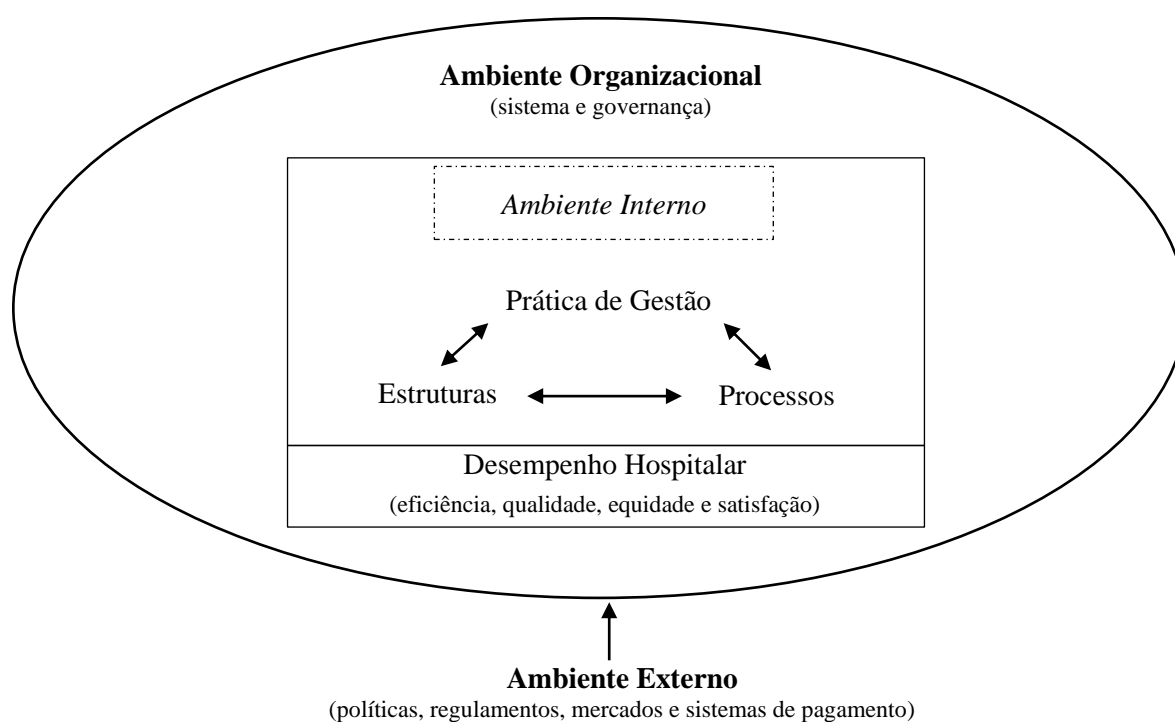 Ambiente Organizacional
(sistema e governança)
Ambiente Interno
Prática de Gestão
Estruturas
Processos
Desempenho Hospitalar
(eficiência, qualidade, equidade e satisfação)
Ambiente Externo
(políticas, regulamentos, mercados e sistemas de pagamento)